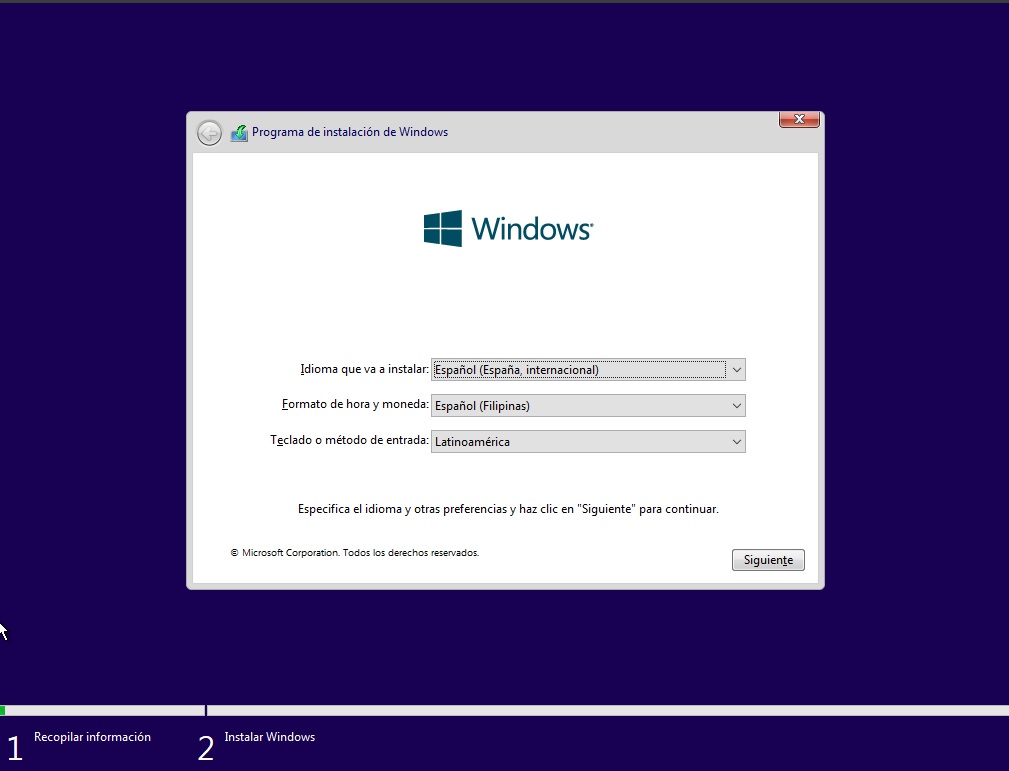 Programa de instalación de Windows
Windows
Idioma que va a instalar: Español (España, internacional)
Formato de hora y moneda: Español (Filipinas)
Teclado o método de entrada: Latinoamérica
Especifica el idioma y otras preferencias y haz clic en "Siguiente" para continuar.
© Microsoft Corporation. Todos los derechos reservados.
Siguiente
1 Recopilar información
2 Instalar Windows